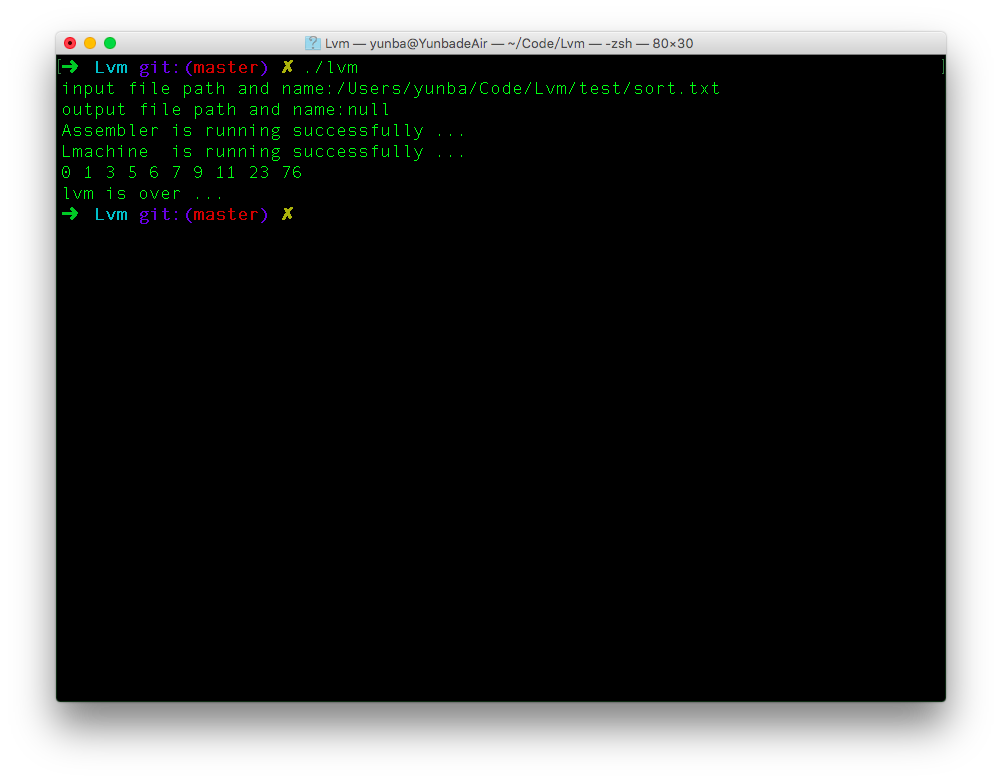 Lvm — yunba@YunbadeAir — ~/Code/Lvm — -zsh — 80×30
[➜ Lvm git:(master) ✗ ./lvm ]
input file path and name:/Users/yunba/Code/Lvm/test/sort.txt
output file path and name:null
Assembler is running successfully ...
Lmachine  is running successfully ...
0 1 3 5 6 7 9 11 23 76
lvm is over ...
➜ Lvm git:(master) ✗